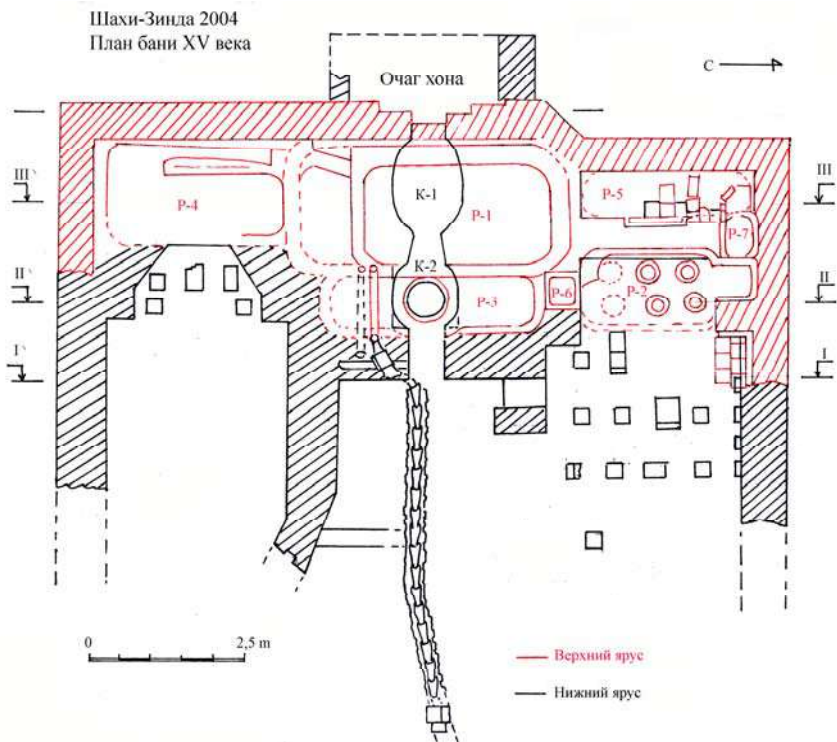 Шахи-Зинда 2004
План бани XV века
Очаг хона
С
III
III
K-1
P-4
P-1
P-5
P-7
K-2
II
II
P-3
P-6
P-2
I
I
0
2,5 m
Верхний ярус
Нижний ярус